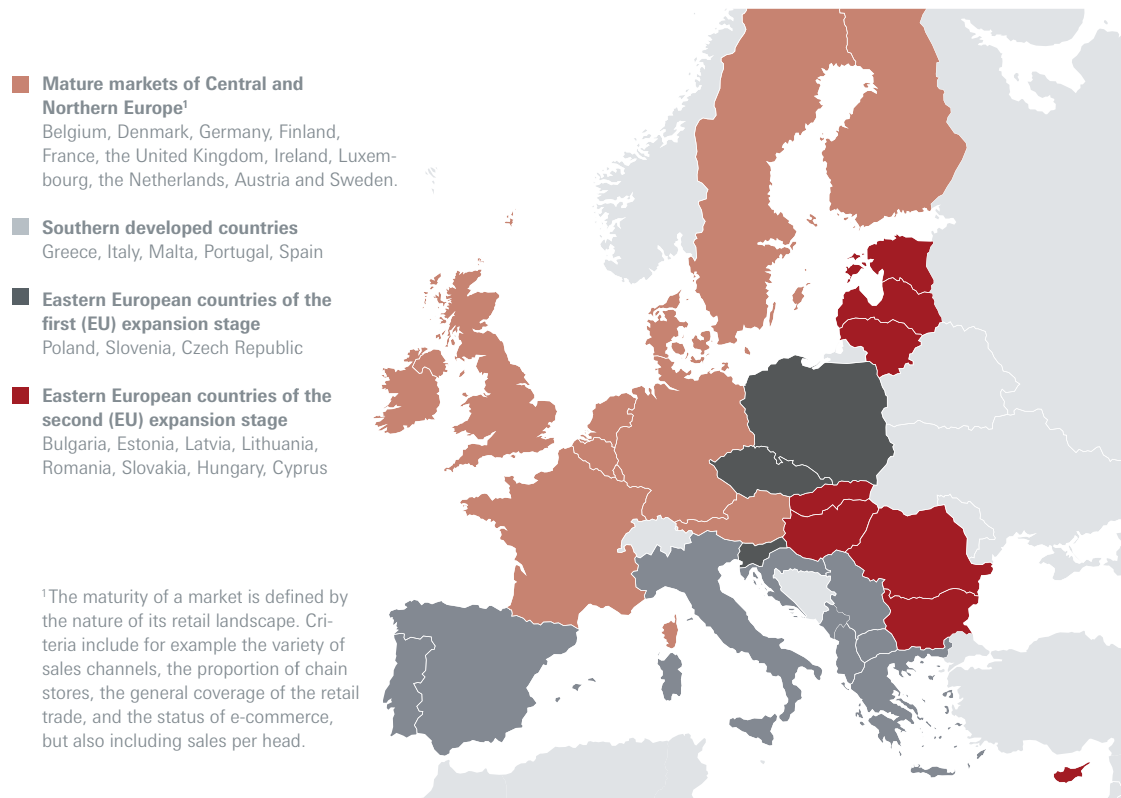 Mature markets of Central and
Northern Europe¹
Belgium, Denmark, Germany, Finland,
France, the United Kingdom, Ireland, Luxem-
bourg, the Netherlands, Austria and Sweden.
Southern developed countries
Greece, Italy, Malta, Portugal, Spain
Eastern European countries of the
first (EU) expansion stage
Poland, Slovenia, Czech Republic
Eastern European countries of the
second (EU) expansion stage
Bulgaria, Estonia, Latvia, Lithuania,
Romania, Slovakia, Hungary, Cyprus
¹ The maturity of a market is defined by
the nature of its retail landscape. Cri-
teria include for example the variety of
sales channels, the proportion of chain
stores, the general coverage of the retail
trade, and the status of e-commerce,
but also including sales per head.